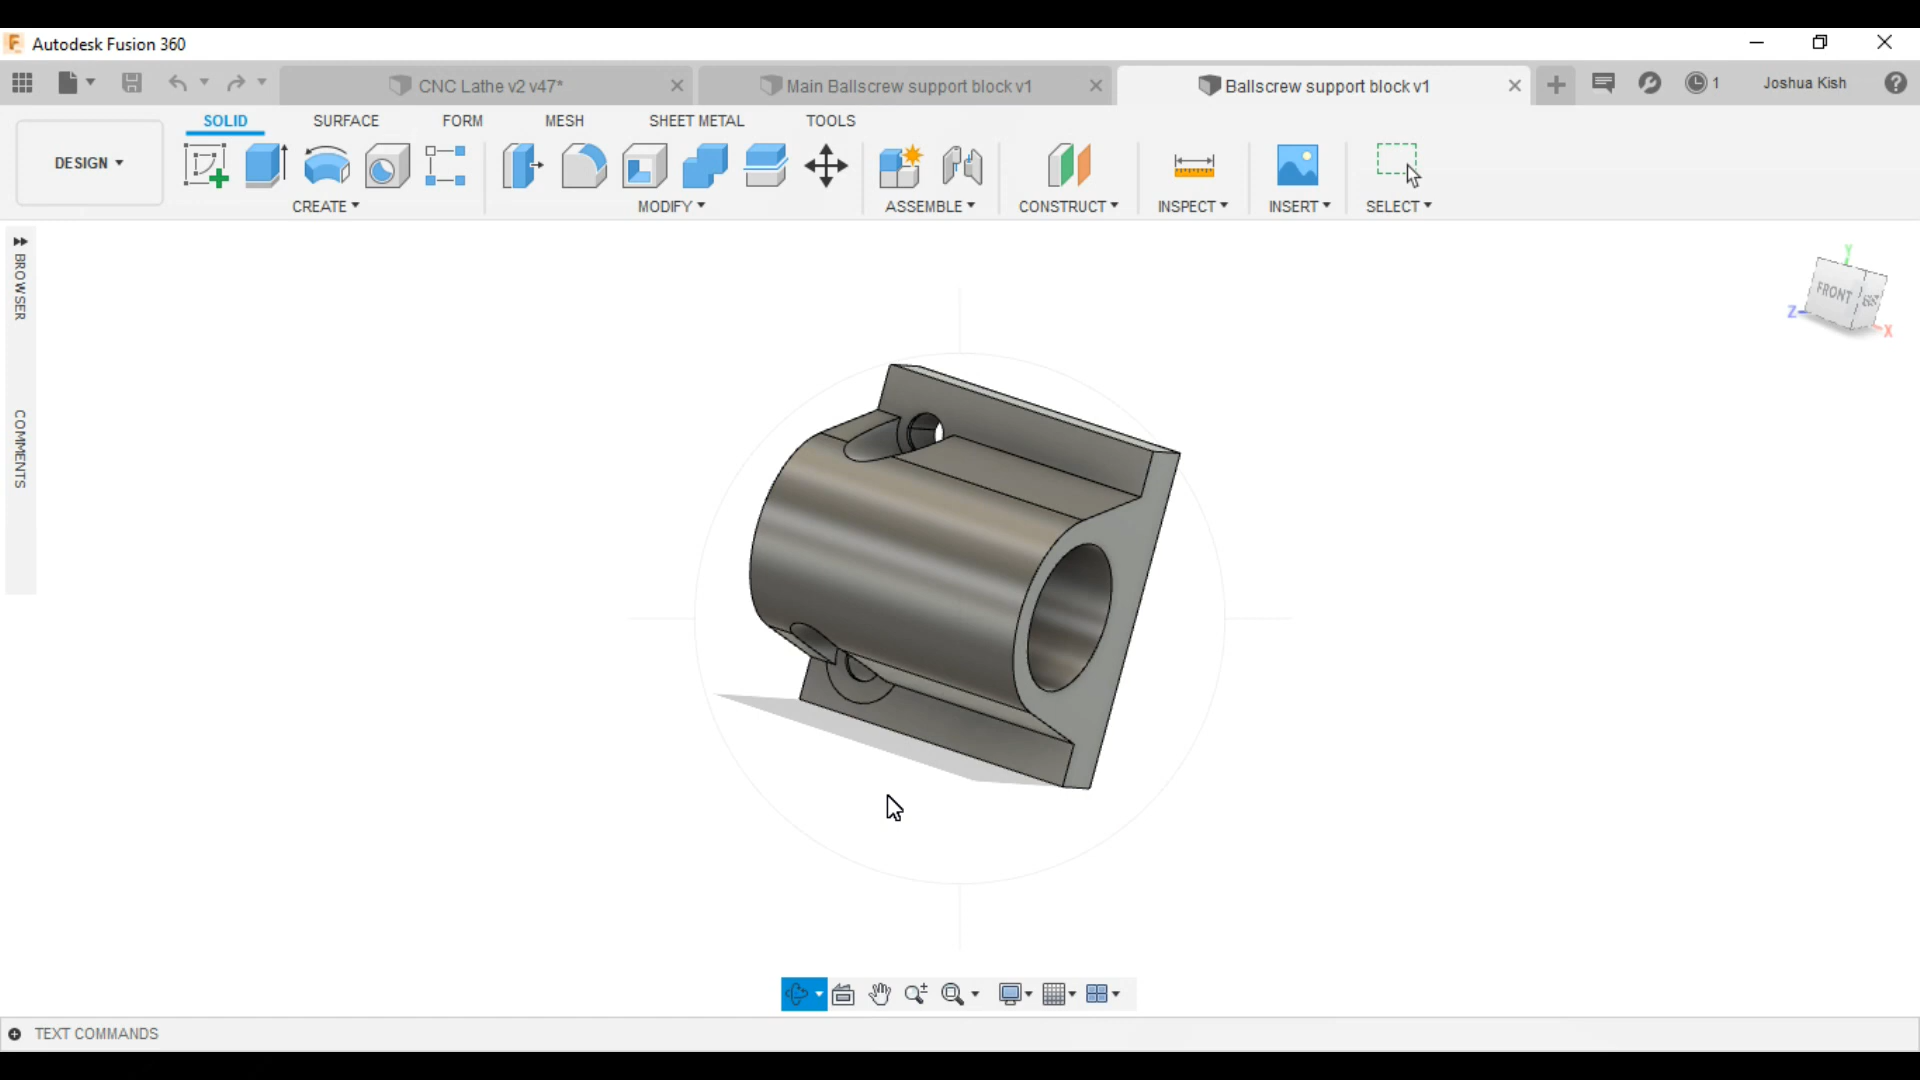 Autodesk Fusion 360
CNC Lathe v2 v47*
Main Ballscrew support block v1
Ballscrew support block v1
1
Joshua Kish
DESIGN
SOLID
SURFACE
FORM
MESH
SHEET METAL
TOOLS
CREATE
MODIFY
ASSEMBLE
CONSTRUCT
INSPECT
INSERT
SELECT
BROWSER
COMMENTS
Y
FRONT
Z
X
TEXT COMMANDS